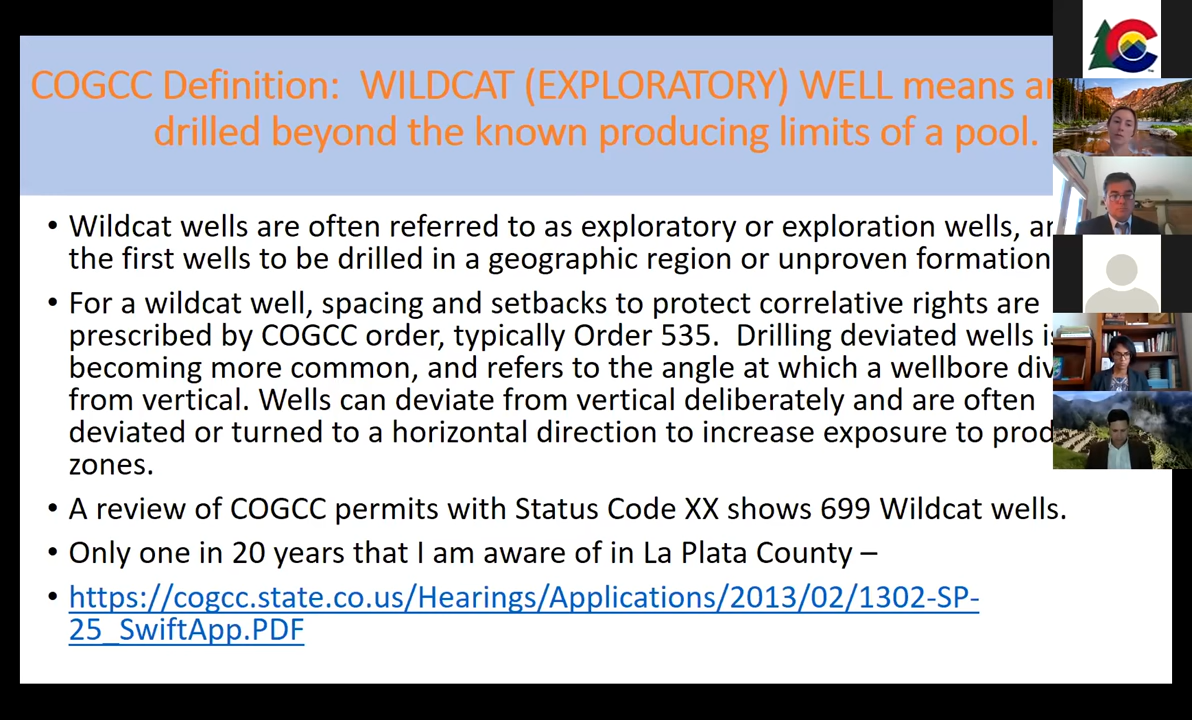 COGCC Definition: WILDCAT (EXPLORATORY) WELL means
drilled beyond the known producing limits of a pool.
• Wildcat wells are often referred to as exploratory or exploration wells,
the first wells to be drilled in a geographic region or unproven formation
• For a wildcat well, spacing and setbacks to protect correlative rights are
prescribed by COGCC order, typically Order 535. Drilling deviated wells
becoming more common, and refers to the angle at which a wellbore
from vertical. Wells can deviate from vertical deliberately and are often
deviated or turned to a horizontal direction to increase exposure to
zones.
• A review of COGCC permits with Status Code XX shows 699 Wildcat wells.
• Only one in 20 years that I am aware of in La Plata County –
• https://cogcc.state.co.us/Hearings/Applications/2013/02/1302-SP-
25_SwiftApp.PDF